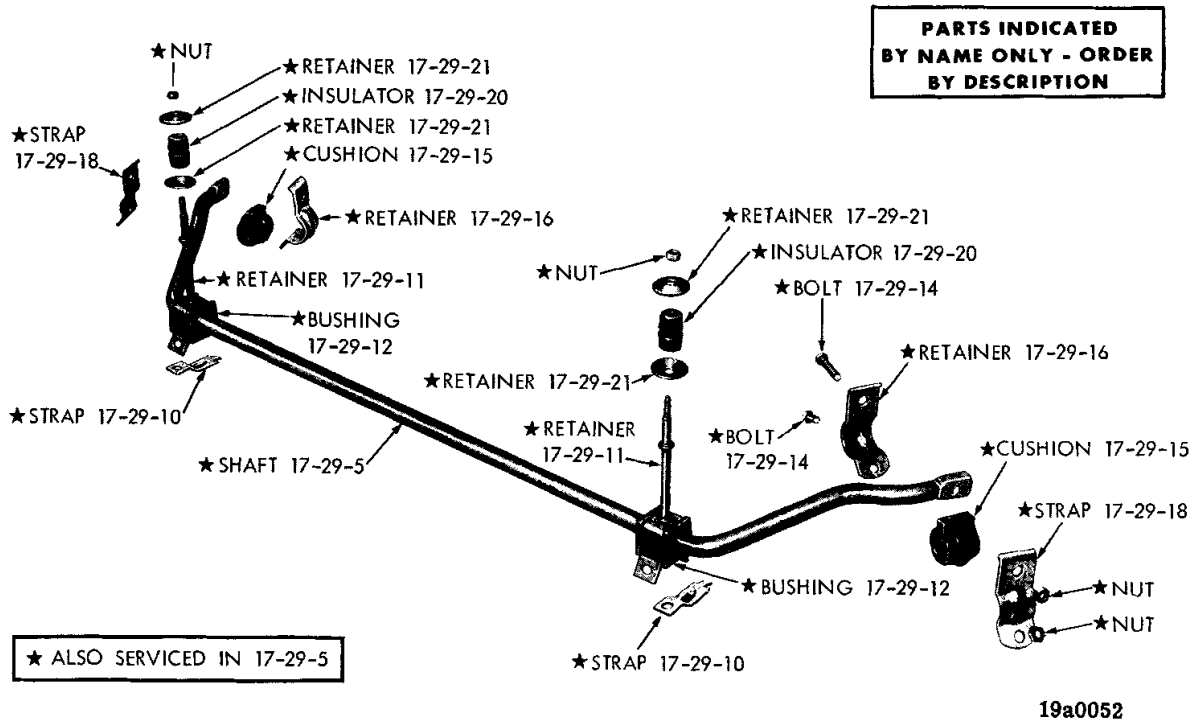 PARTS INDICATED
BY NAME ONLY - ORDER
BY DESCRIPTION
★NUT
★RETAINER 17-29-21
★INSULATOR 17-29-20
★RETAINER 17-29-21
★STRAP
17-29-18
★CUSHION 17-29-15
★RETAINER 17-29-16
★RETAINER 17-29-21
★INSULATOR 17-29-20
★NUT
★RETAINER 17-29-11
★BOLT 17-29-14
★BUSHING
17-29-12
★RETAINER 17-29-16
★RETAINER 17-29-21
★STRAP 17-29-10
★RETAINER
17-29-11
★BOLT
17-29-14
★CUSHION 17-29-15
★SHAFT 17-29-5
★STRAP 17-29-18
★BUSHING 17-29-12
★NUT
★NUT
★ ALSO SERVICED IN 17-29-5
★STRAP 17-29-10
19a0052